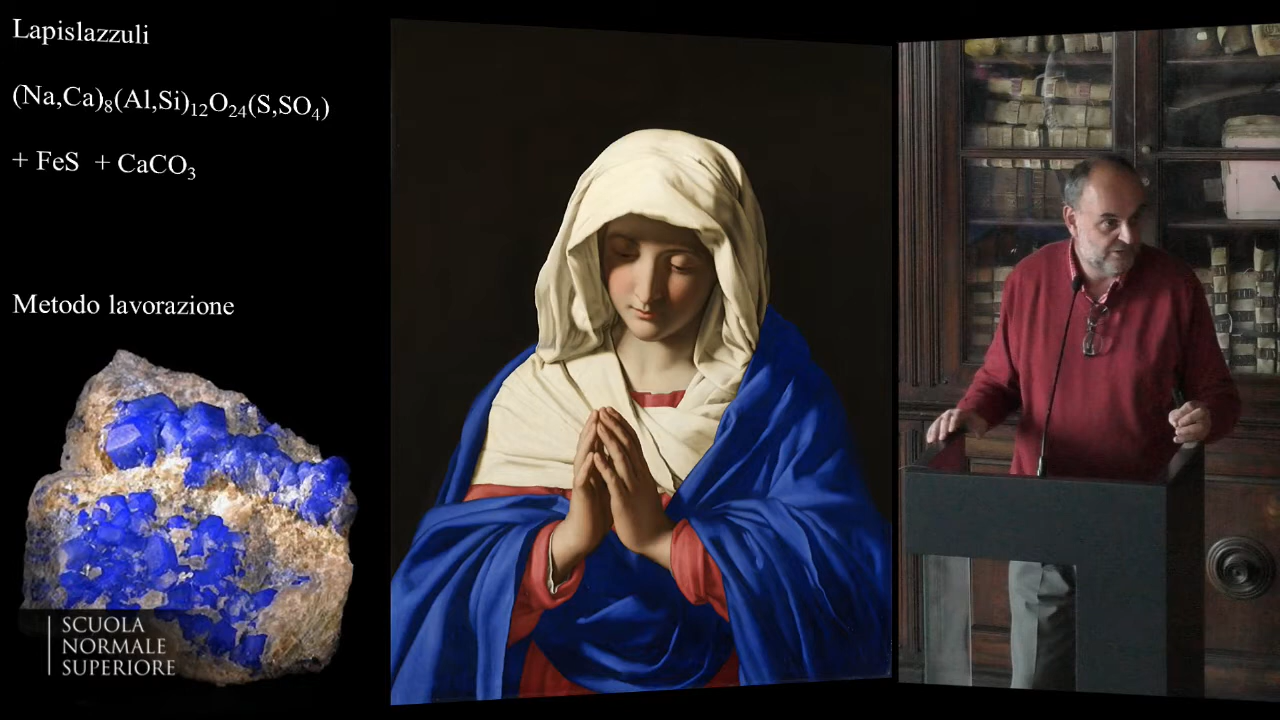 Lapislazzuli
(Na,Ca)₈(Al,Si)₁₂O₂₄(S,SO₄)
+ FeS + CaCO₃
Metodo lavorazione
SCUOLA
NORMALE
SUPERIORE